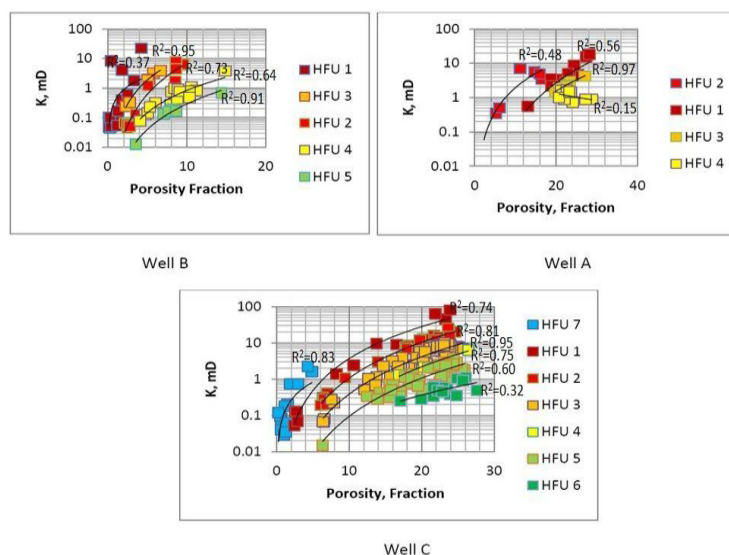 K, mD
100
10
1
0.1
0.01
0
10
20
Porosity Fraction
R²=0.37
R²=0.95
R²=0.73
R²=0.64
R²=0.91
HFU 1
HFU 3
HFU 2
HFU 4
HFU 5
Well B
K, mD
100
10
1
0.1
0.01
0
20
40
Porosity, Fraction
R²=0.48
R²=0.56
R²=0.97
R²=0.15
HFU 2
HFU 1
HFU 3
HFU 4
Well A
K, mD
100
10
1
0.1
0.01
0
10
20
30
Porosity, Fraction
R²=0.83
R²=0.74
R²=0.81
R²=0.95
R²=0.75
R²=0.60
R²=0.32
HFU 7
HFU 1
HFU 2
HFU 3
HFU 4
HFU 5
HFU 6
Well C